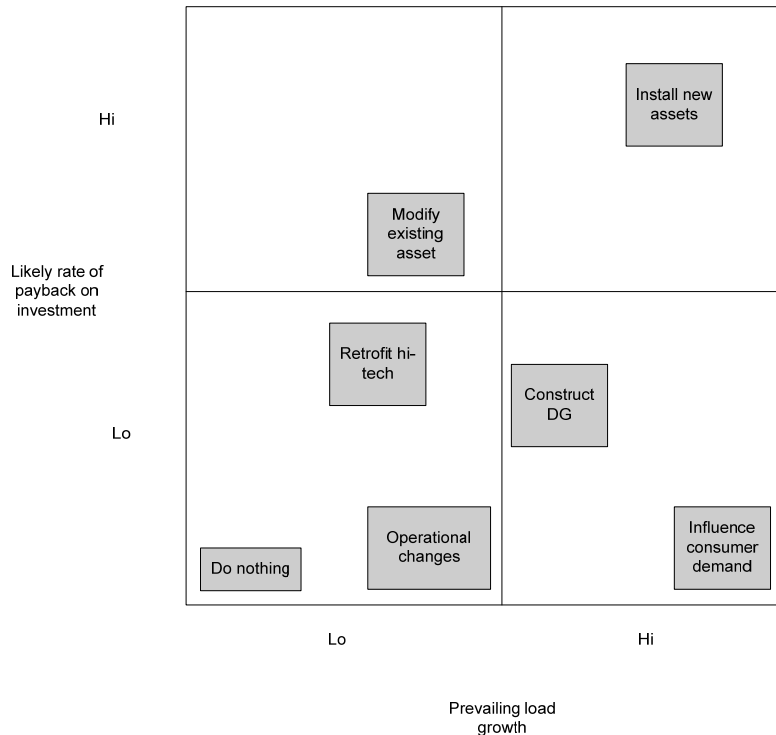 Hi
Install new
assets
Modify
existing
asset
Likely rate of
payback on
investment
Retrofit hi-
tech
Construct
DG
Lo
Do nothing
Operational
changes
Influence
consumer
demand
Lo
Hi
Prevailing load
growth